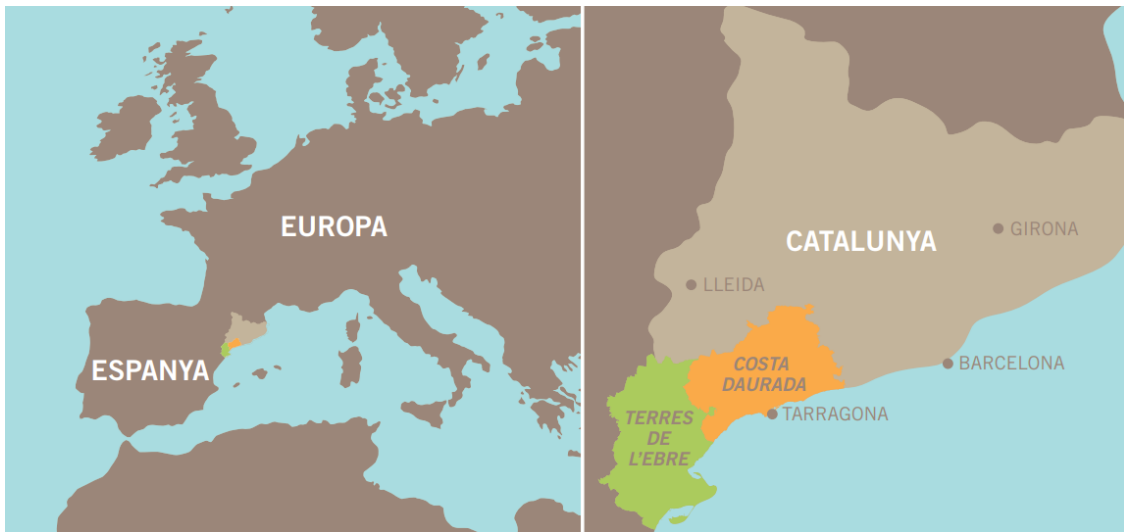 EUROPA
ESPANYA
CATALUNYA
GIRONA
LLEIDA
COSTA
DAURADA
BARCELONA
TARRAGONA
TERRES
DE
L'EBRE